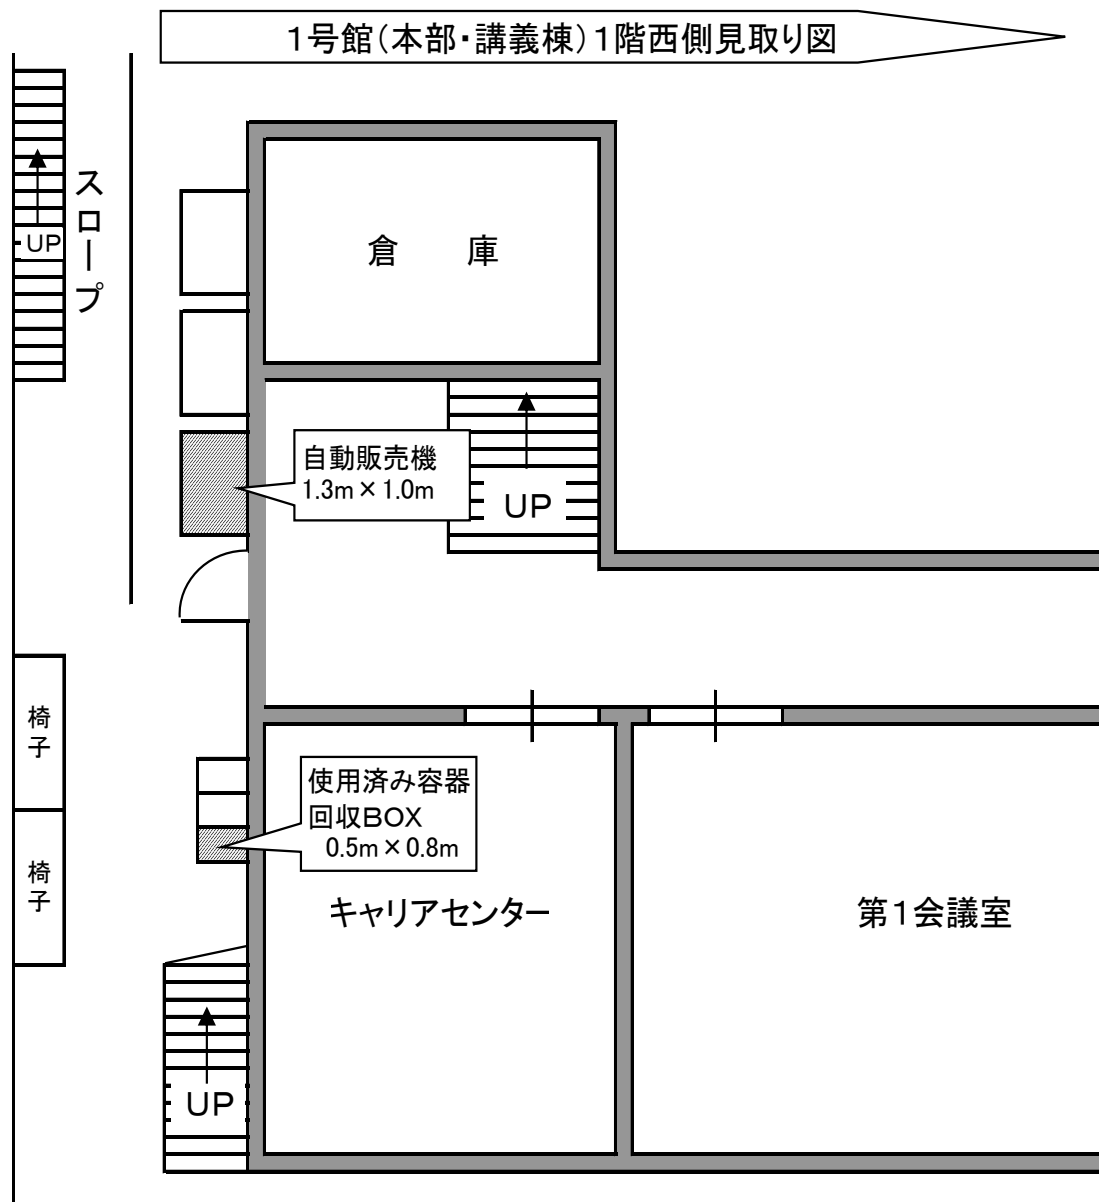 1号館(本部・講義棟)1階西側見取り図
スロープ
UP
倉　庫
自動販売機
1.3m×1.0m
UP
椅子
椅子
使用済み容器
回収BOX
0.5m×0.8m
キャリアセンター
第1会議室
UP